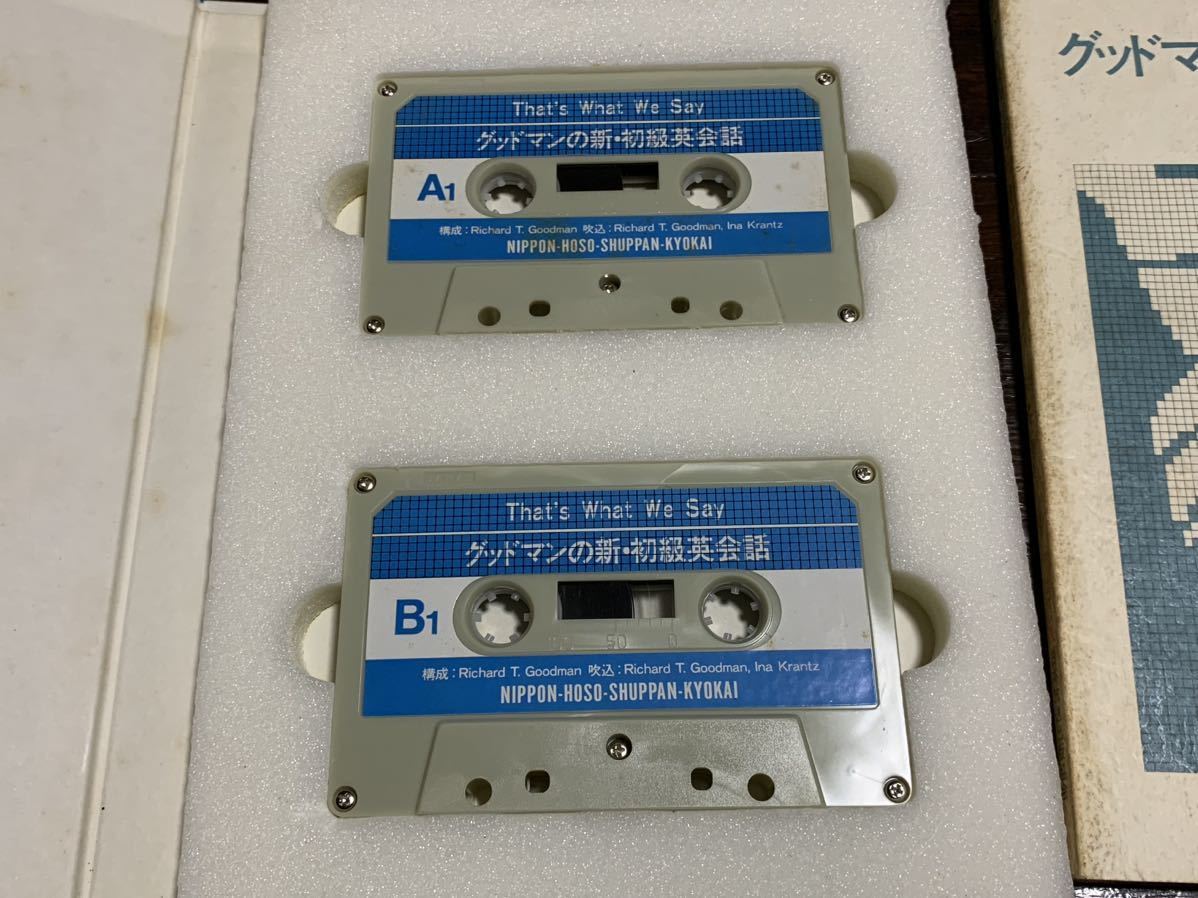 That's What We Say
グッドマンの新・初級英会話
A1
構成：Richard T. Goodman 吹込：Richard T. Goodman, Ina Krantz
NIPPON-HOSO-SHUPPAN-KYOKAI
That's What We Say
グッドマンの新・初級英会話
B1
50 0
構成：Richard T. Goodman 吹込：Richard T. Goodman, Ina Krantz
NIPPON-HOSO-SHUPPAN-KYOKAI
グッドマ